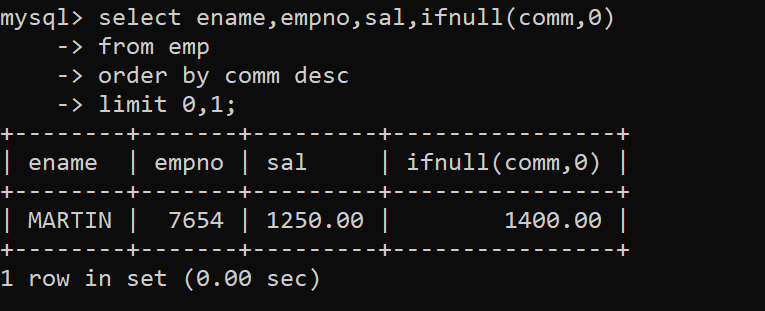 mysql> select ename,empno,sal,ifnull(comm,0)
    -> from emp
    -> order by comm desc
    -> limit 0,1;
+--------+-------+---------+----------------+
| ename  | empno | sal     | ifnull(comm,0) |
+--------+-------+---------+----------------+
| MARTIN |  7654 | 1250.00 |        1400.00 |
+--------+-------+---------+----------------+
1 row in set (0.00 sec)